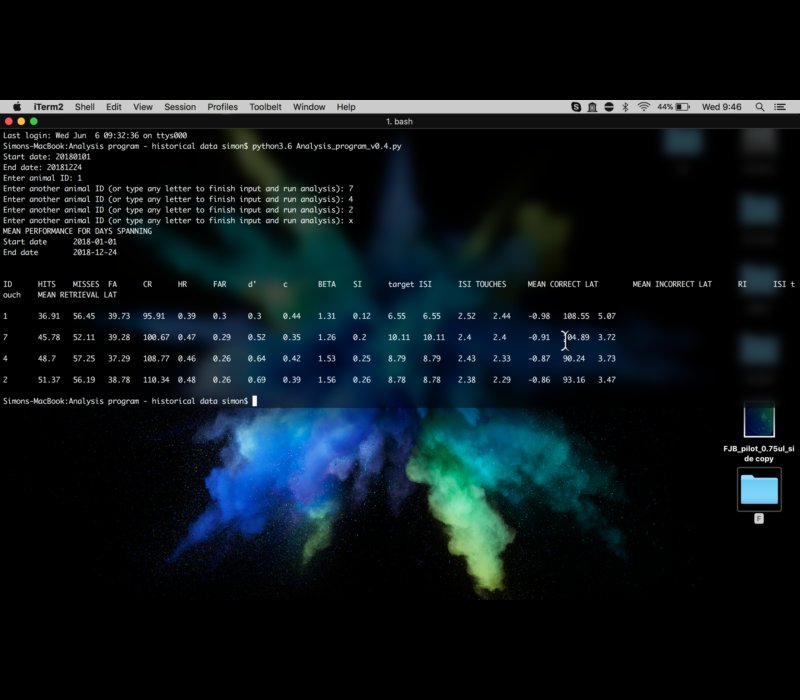 iTerm2 Shell Edit View Session Profiles Toolbelt Window Help 44% Wed 9:46
1. bash
Last login: Wed Jun 6 09:32:36 on ttys000
Simons-MacBook:Analysis program - historical data simon$ python3.6 Analysis_program_v0.4.py
Start date: 20180101
End date: 20181224
Enter animal ID: 1
Enter another animal ID (or type any letter to finish input and run analysis): 7
Enter another animal ID (or type any letter to finish input and run analysis): 4
Enter another animal ID (or type any letter to finish input and run analysis): 2
Enter another animal ID (or type any letter to finish input and run analysis): x
MEAN PERFORMANCE FOR DAYS SPANNING
Start date 2018-01-01
End date 2018-12-24
ID HITS MISSES FA CR HR FAR d' c BETA SI target ISI ISI TOUCHES MEAN CORRECT LAT MEAN INCORRECT LAT RI ISI t
ouch MEAN RETRIEVAL LAT
1 36.91 56.45 39.73 95.91 0.39 0.3 0.3 0.44 1.31 0.12 6.55 6.55 2.52 2.44 -0.98 108.55 5.07
7 45.78 52.11 39.28 100.67 0.47 0.29 0.52 0.35 1.26 0.2 10.11 10.11 2.4 2.4 -0.91 04.89 3.72
4 48.7 57.25 37.29 108.77 0.46 0.26 0.64 0.42 1.53 0.25 8.79 8.79 2.43 2.33 -0.87 90.24 3.73
2 51.37 56.19 38.78 110.34 0.48 0.26 0.69 0.39 1.56 0.26 8.78 8.78 2.38 2.29 -0.86 93.16 3.47
Simons-MacBook:Analysis program - historical data simon$
FJB_pilot_0.75ul_si
de copy
F